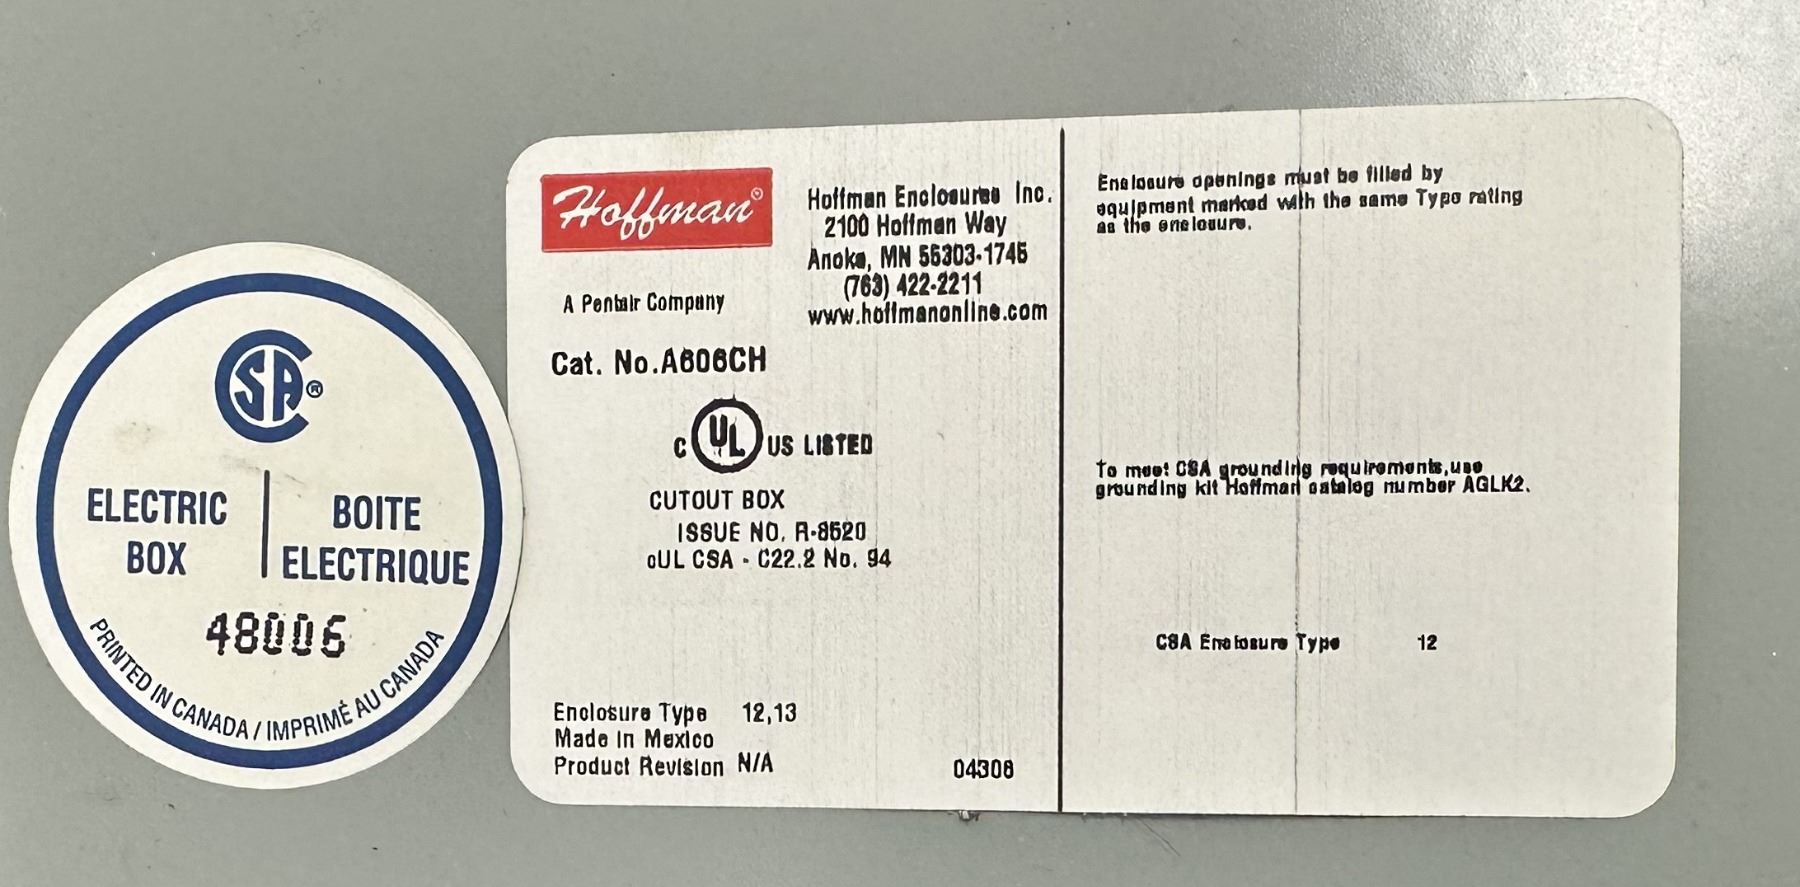 CSA®
ELECTRIC
BOX
BOITE
ELECTRIQUE
48006
PRINTED IN CANADA / IMPRIMÉ AU CANADA
Hoffman®
A Pentair Company
Hoffman Enclosures Inc.
2100 Hoffman Way
Anoka, MN 55303-1745
(763) 422-2211
www.hoffmanonline.com
Cat. No.A606CH
C UL US LISTED
CUTOUT BOX
ISSUE NO. R-8520
cUL CSA - C22.2 No. 94
Enclosure Type 12,13
Made in Mexico
Product Revision N/A
04308
Enclosure openings must be filled by
equipment marked with the same Type rating
as the enclosure.
To meet CSA grounding requirements,use
grounding kit Hoffman catalog number AGLK2.
CSA Enclosure Type 12